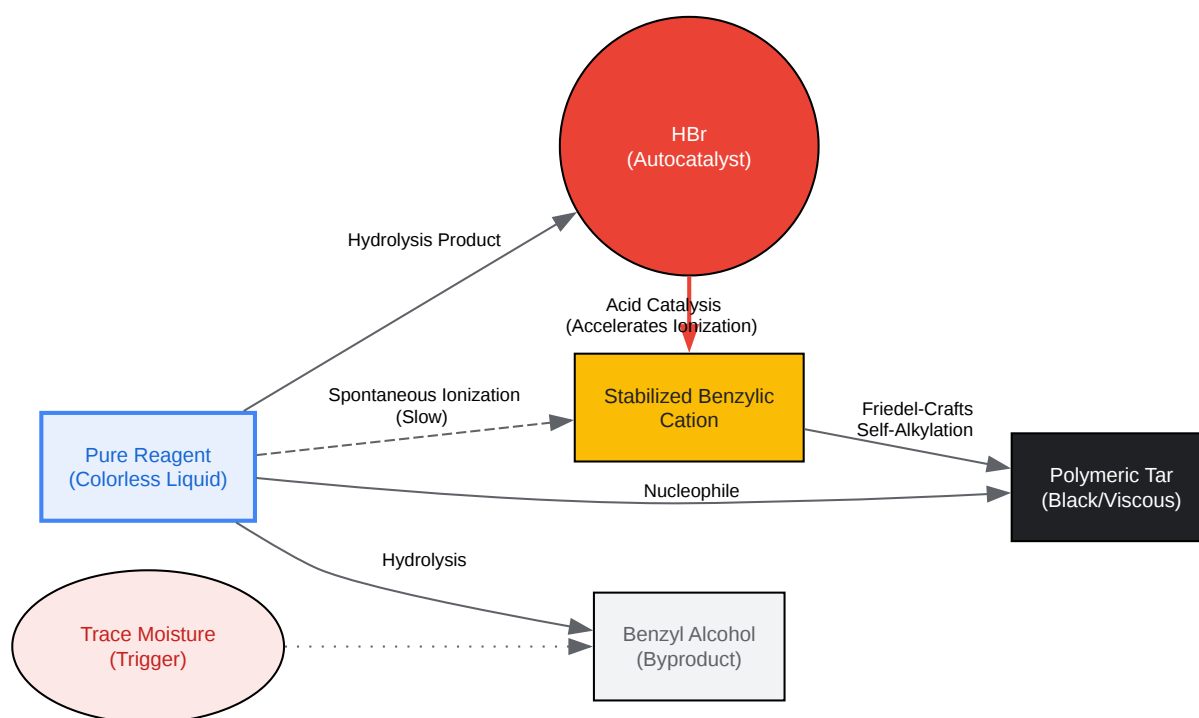 HBr
(Autocatalyst)
Hydrolysis Product
Acid Catalysis
(Accelerates Ionization)
Spontaneous Ionization
(Slow)
Stabilized Benzylic
Cation
Friedel-Crafts
Self-Alkylation
Pure Reagent
(Colorless Liquid)
Nucleophile
Polymeric Tar
(Black/Viscous)
Hydrolysis
Trace Moisture
(Trigger)
Benzyl Alcohol
(Byproduct)